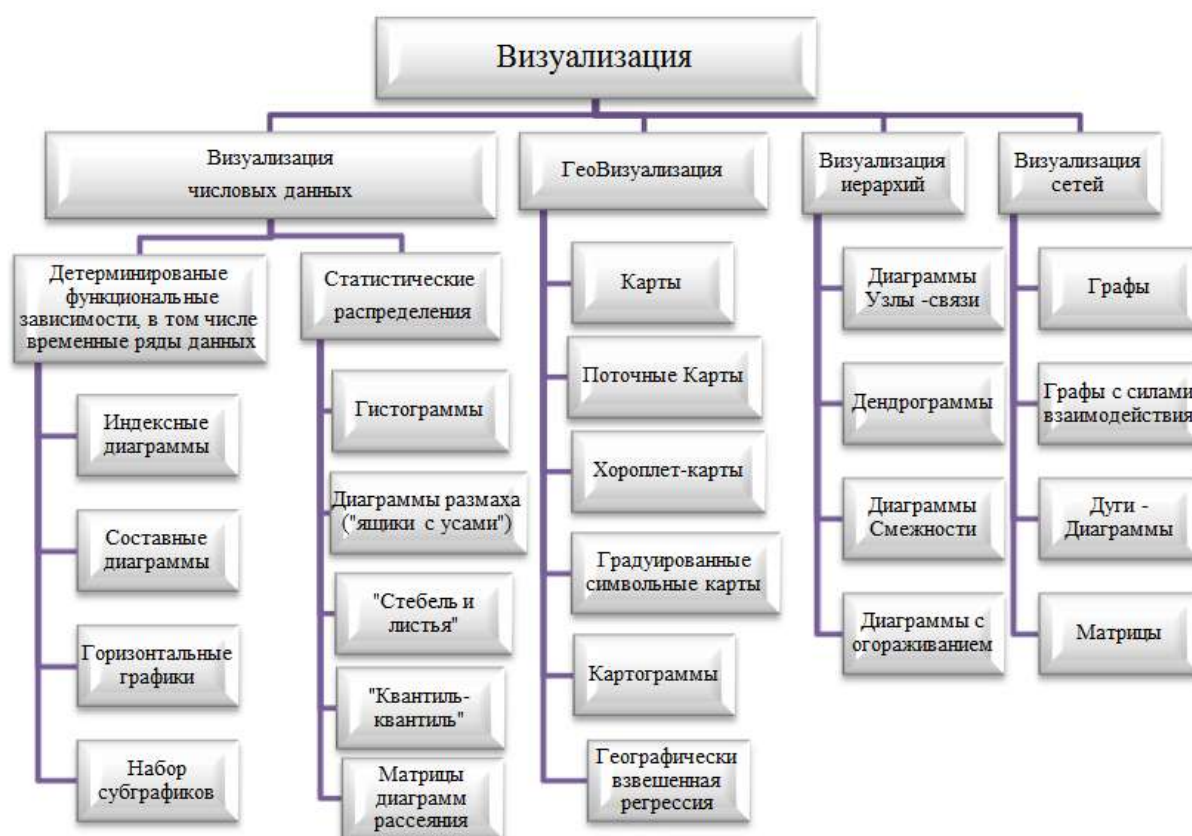 Визуализация
Визуализация
числовых данных
ГеоВизуализация
Визуализация
иерархий
Визуализация
сетей
Детерминированые
функциональные
зависимости, в том числе
временные ряды данных
Статистические
распределения
Индексные
диаграммы
Составные
диаграммы
Горизонтальные
графики
Набор
субграфиков
Гистограммы
Диаграммы размаха
("ящики с усами")
"Стебель и
листья"
"Квантиль-
квантиль"
Матрицы
диаграмм
рассеяния
Карты
Поточные Карты
Хороплет-карты
Градуированные
символьные карты
Картограммы
Географически
взвешенная
регрессия
Диаграммы
Узлы -связи
Дендрограммы
Диаграммы
Смежности
Диаграммы с
огораживанием
Графы
Графы с силами
взаимодействия
Дуги -
Диаграммы
Матрицы